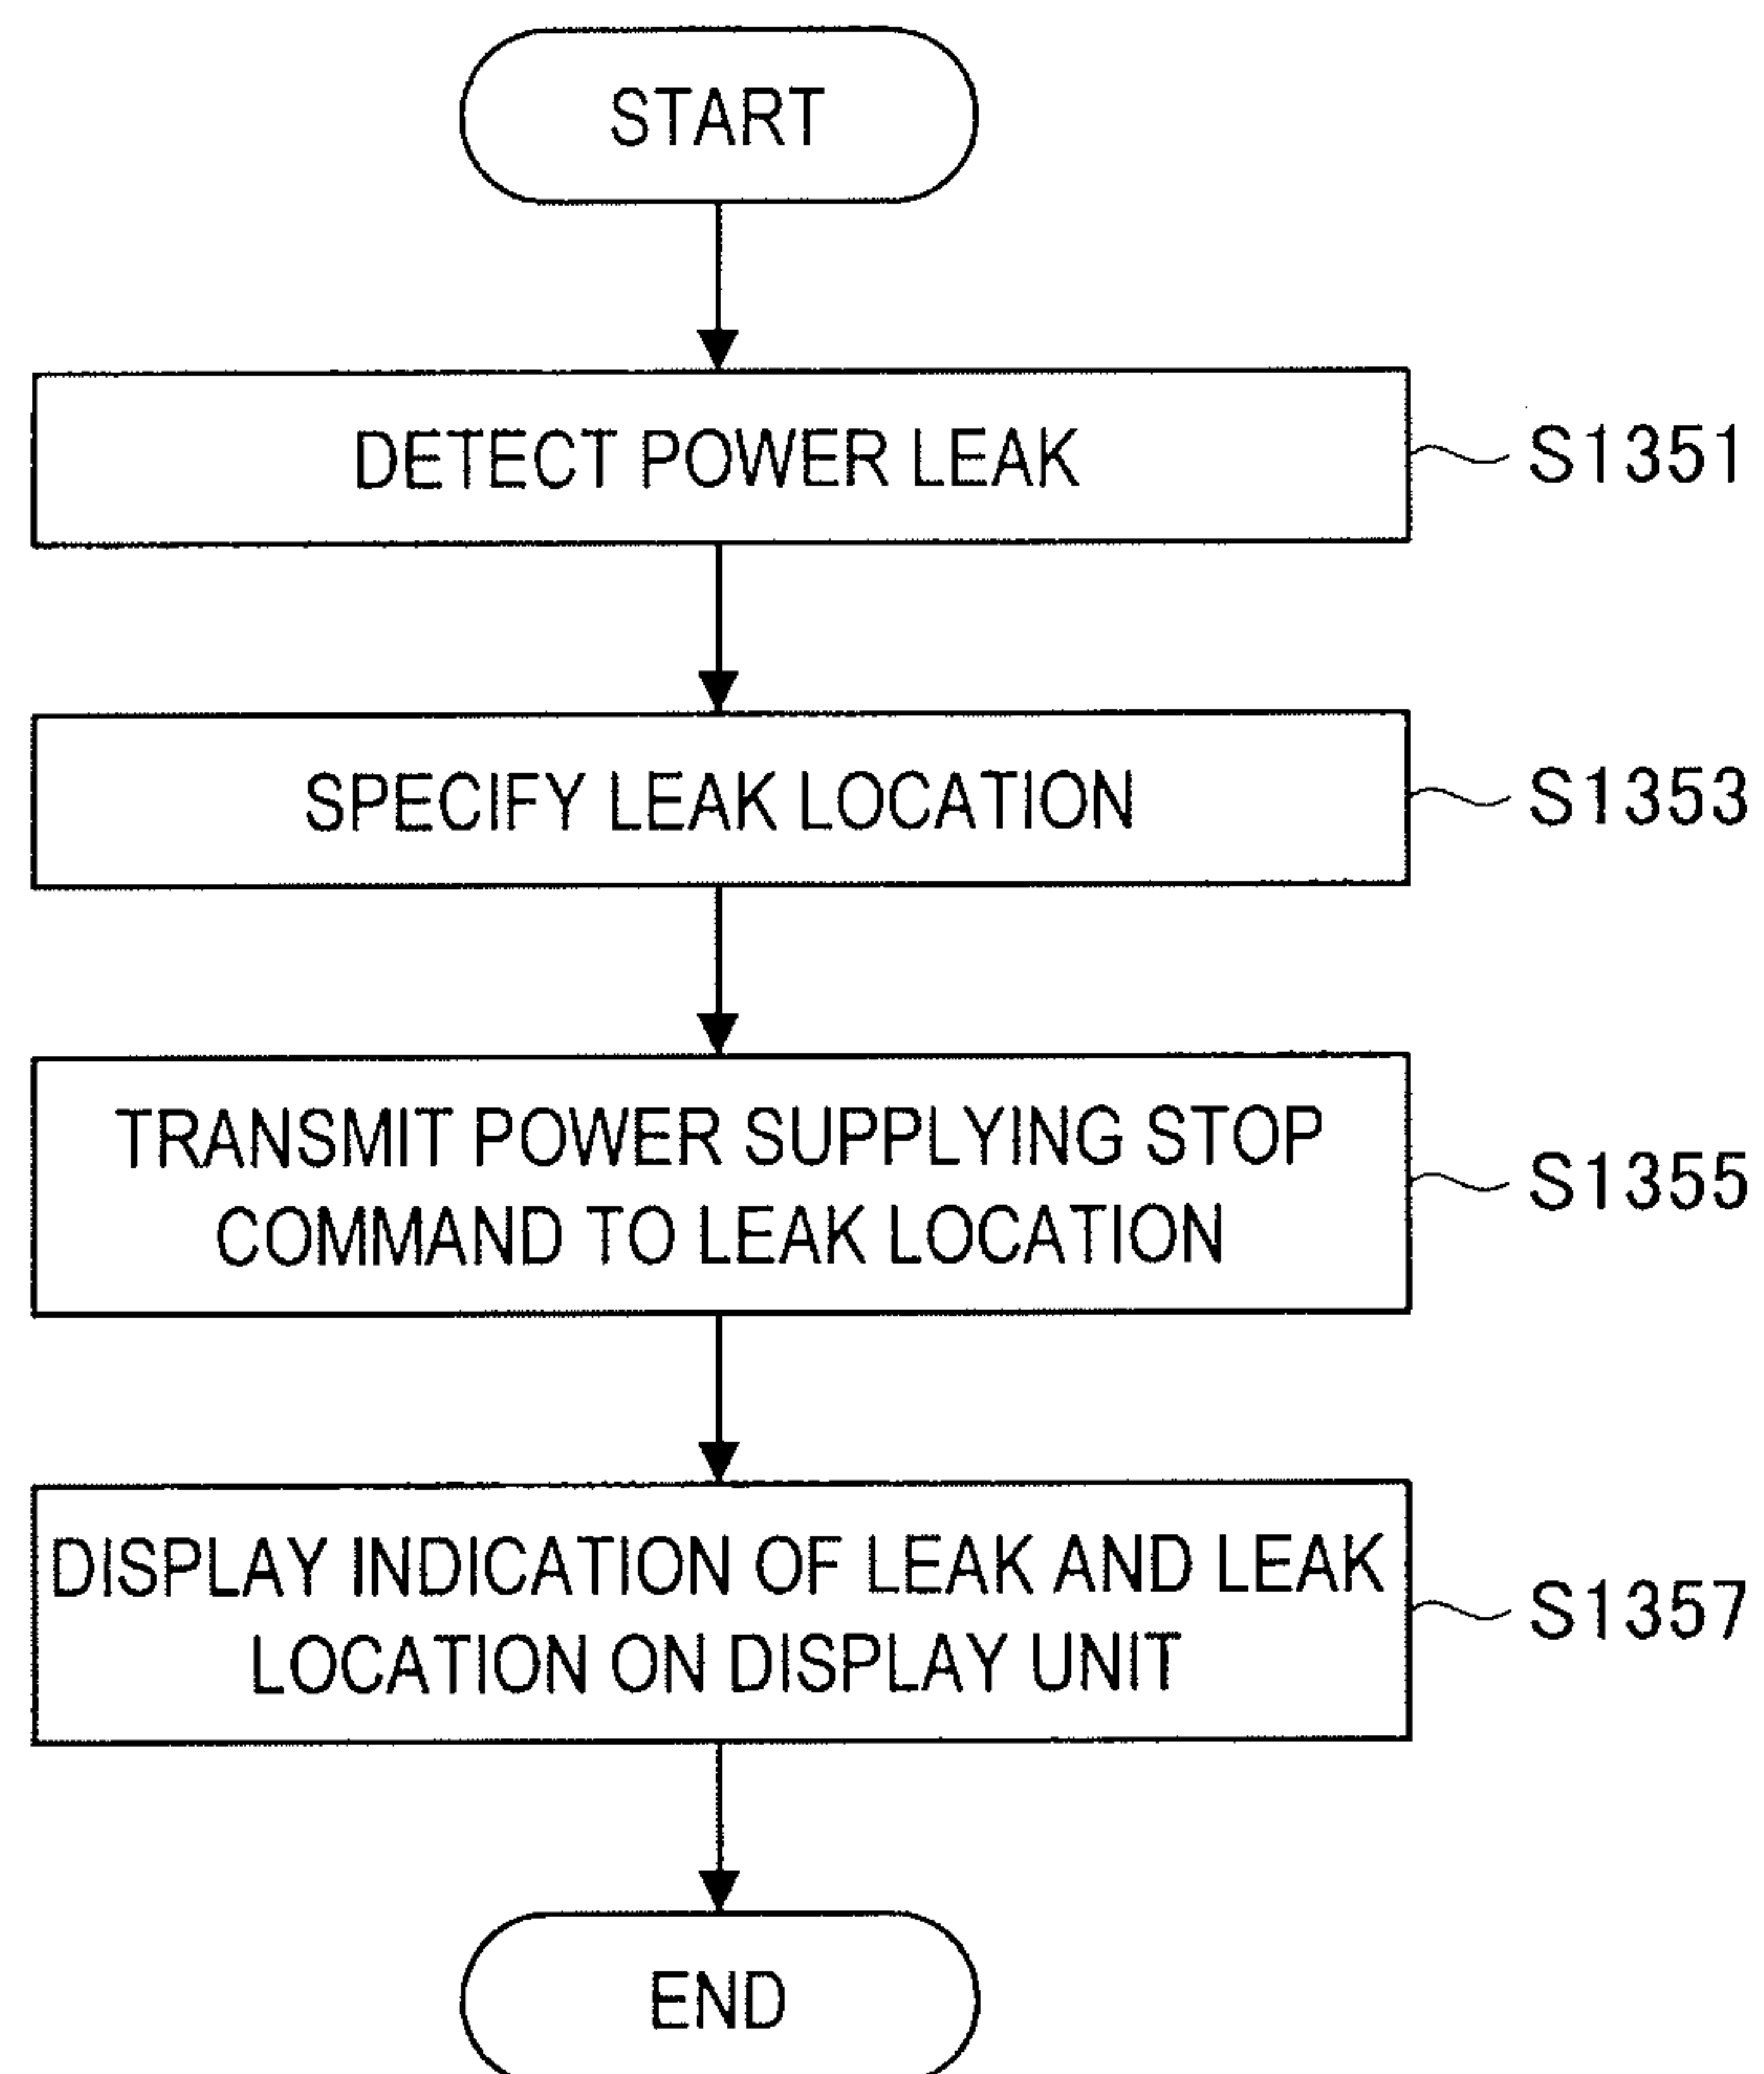 START
DETECT POWER LEAK
S1351
SPECIFY LEAK LOCATION
S1353
TRANSMIT POWER SUPPLYING STOP
COMMAND TO LEAK LOCATION
S1355
DISPLAY INDICATION OF LEAK AND LEAK
LOCATION ON DISPLAY UNIT
S1357
END